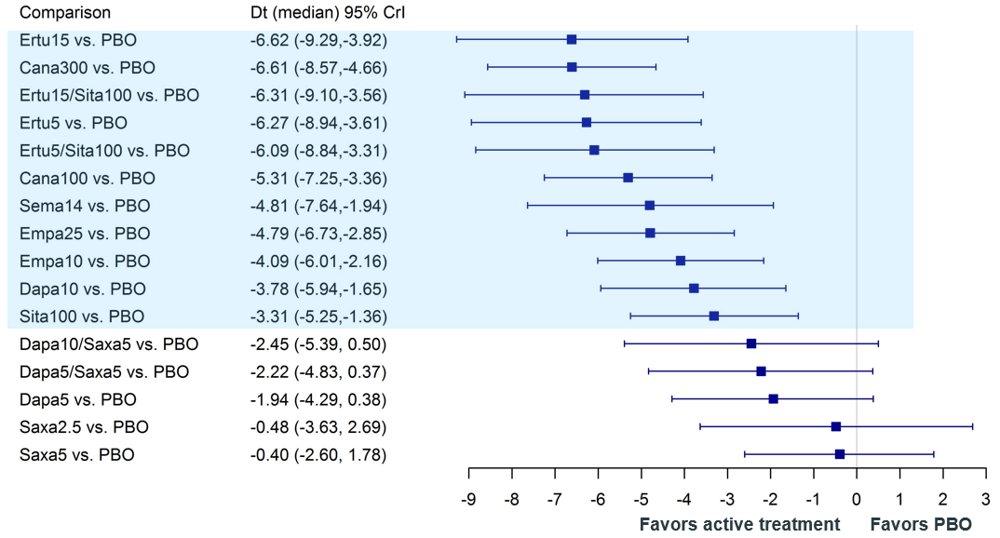 Comparison Dt (median) 95% CrI
Ertu15 vs. PBO -6.62 (-9.29,-3.92)
Cana300 vs. PBO -6.61 (-8.57,-4.66)
Ertu15/Sita100 vs. PBO -6.31 (-9.10,-3.56)
Ertu5 vs. PBO -6.27 (-8.94,-3.61)
Ertu5/Sita100 vs. PBO -6.09 (-8.84,-3.31)
Cana100 vs. PBO -5.31 (-7.25,-3.36)
Sema14 vs. PBO -4.81 (-7.64,-1.94)
Empa25 vs. PBO -4.79 (-6.73,-2.85)
Empa10 vs. PBO -4.09 (-6.01,-2.16)
Dapa10 vs. PBO -3.78 (-5.94,-1.65)
Sita100 vs. PBO -3.31 (-5.25,-1.36)
Dapa10/Saxa5 vs. PBO -2.45 (-5.39, 0.50)
Dapa5/Saxa5 vs. PBO -2.22 (-4.83, 0.37)
Dapa5 vs. PBO -1.94 (-4.29, 0.38)
Saxa2.5 vs. PBO -0.48 (-3.63, 2.69)
Saxa5 vs. PBO -0.40 (-2.60, 1.78)
-9 -8 -7 -6 -5 -4 -3 -2 -1 0 1 2 3
Favors active treatment Favors PBO